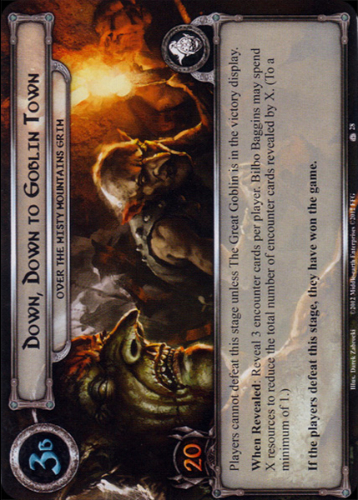 3B
DOWN, DOWN TO GOBLIN TOWN
OVER THE MISTY MOUNTAINS GRIM
20
Players cannot defeat this stage unless The Great Goblin is in the victory display.
When Revealed: Reveal 3 encounter cards per player. Bilbo Baggins may spend
X resources to reduce the total number of encounter cards revealed by X. (To a
minimum of 1.)
If the players defeat this stage, they have won the game.
Illus. Darek Zabrocki ©2012 Middle-earth Enterprises ©2012 FFG 28